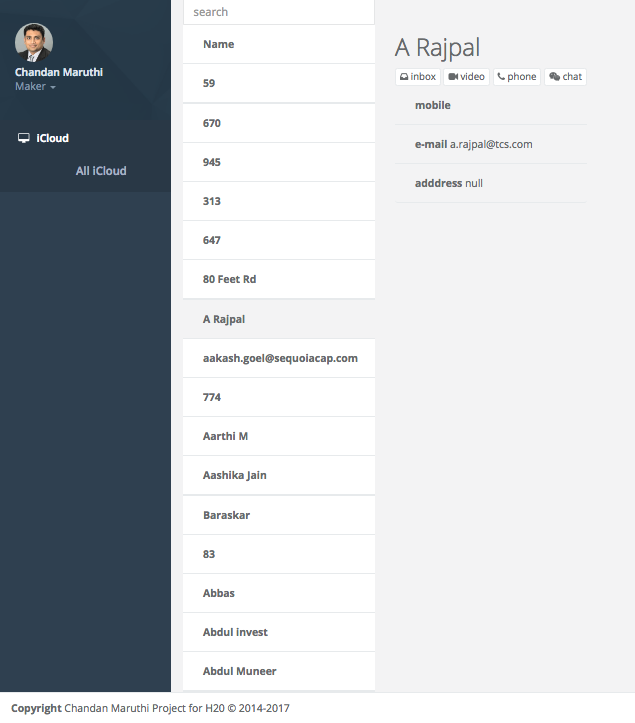 Chandan Maruthi
Maker
iCloud
All iCloud
search
Name
59
670
945
313
647
80 Feet Rd
A Rajpal
aakash.goel@sequoiacap.com
774
Aarthi M
Aashika Jain
Baraskar
83
Abbas
Abdul invest
Abdul Muneer
A Rajpal
inbox video phone chat
mobile
e-mail a.rajpal@tcs.com
adddress null
Copyright Chandan Maruthi Project for H20 © 2014-2017